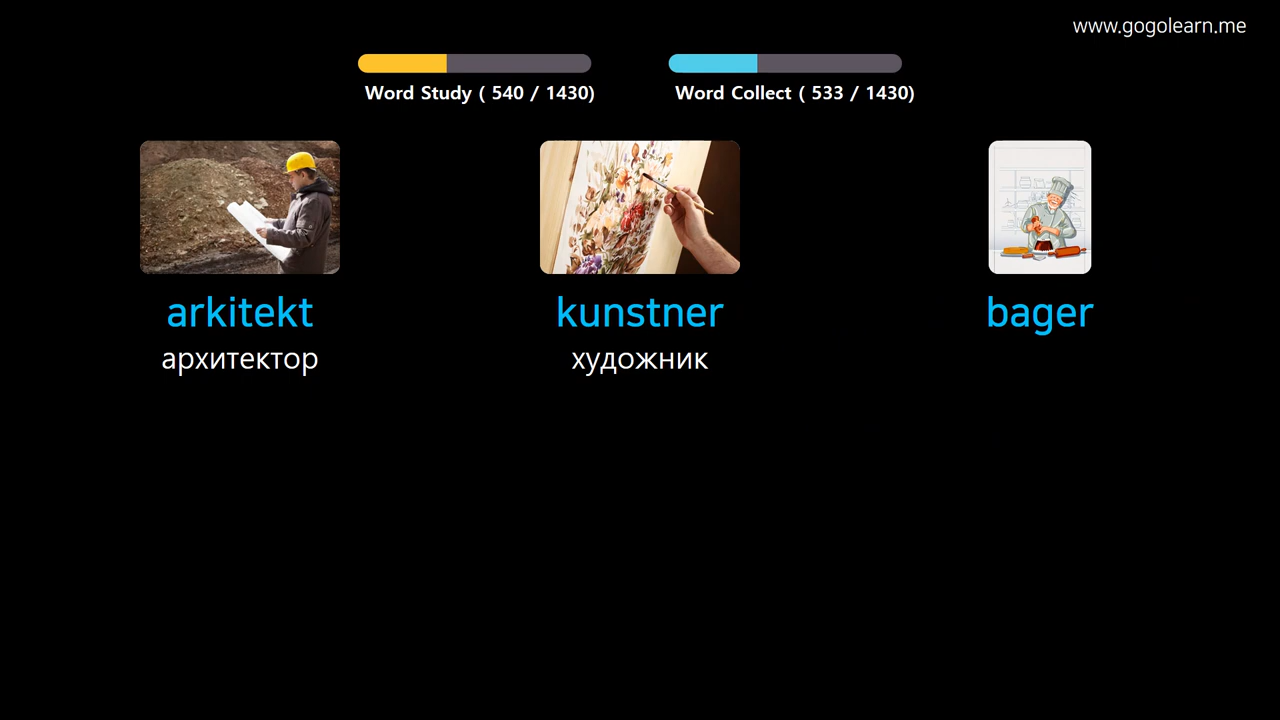 www.gogolearn.me
Word Study ( 540 / 1430)
Word Collect ( 533 / 1430)
arkitekt
kunstner
bager
архитектор
художник